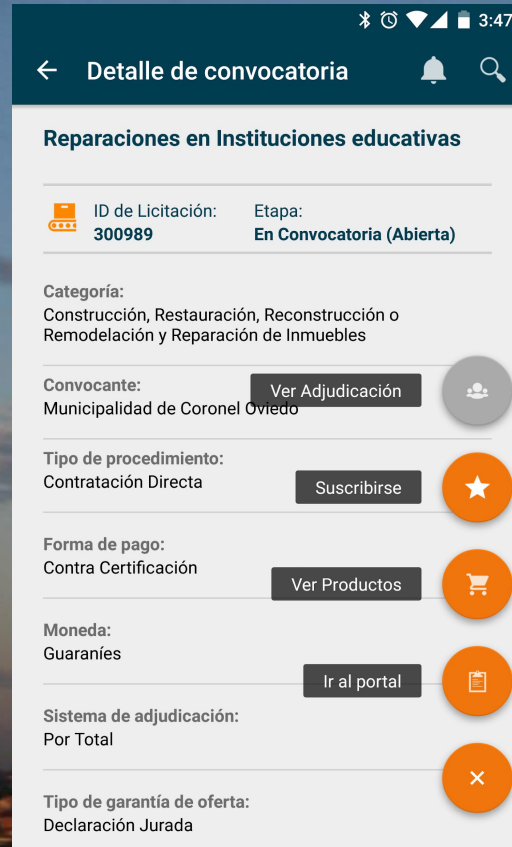 3:47
Detalle de convocatoria
Reparaciones en Instituciones educativas
ID de Licitación:
300989
Etapa:
En Convocatoria (Abierta)
Categoría:
Construcción, Restauración, Reconstrucción o
Remodelación y Reparación de Inmuebles
Convocante:
Municipalidad de Coronel Oviedo
Ver Adjudicación
Tipo de procedimiento:
Contratación Directa
Suscribirse
Forma de pago:
Contra Certificación
Ver Productos
Moneda:
Guaraníes
Ir al portal
Sistema de adjudicación:
Por Total
Tipo de garantía de oferta:
Declaración Jurada